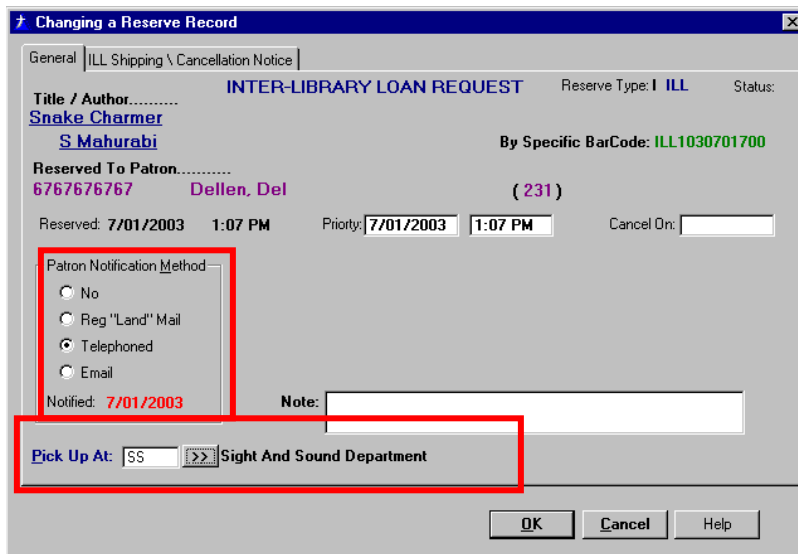 Changing a Reserve Record
General ILL Shipping \ Cancellation Notice
INTER-LIBRARY LOAN REQUEST Reserve Type: I ILL Status:
Title / Author..........
Snake Charmer
S Mahurabi By Specific BarCode: ILL1030701700
Reserved To Patron...........
6767676767 Dellen, Del ( 231 )
Reserved: 7/01/2003 1:07 PM Priorty: 7/01/2003 1:07 PM Cancel On:
Patron Notification Method
No
Reg "Land" Mail
Telephoned
Email
Notified: 7/01/2003 Note:
Pick Up At: SS >> Sight And Sound Department
OK Cancel Help